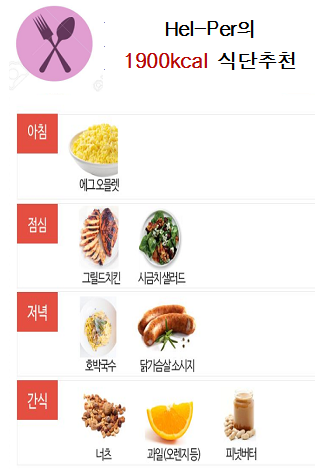 Hel-Per의
1900kcal 식단추천
아침
에그 오믈렛
점심
그릴드치킨 시금치 샐러드
저녁
호박국수 닭가슴살 소시지
간식
너츠 과일(오렌지 등) 피넛버터